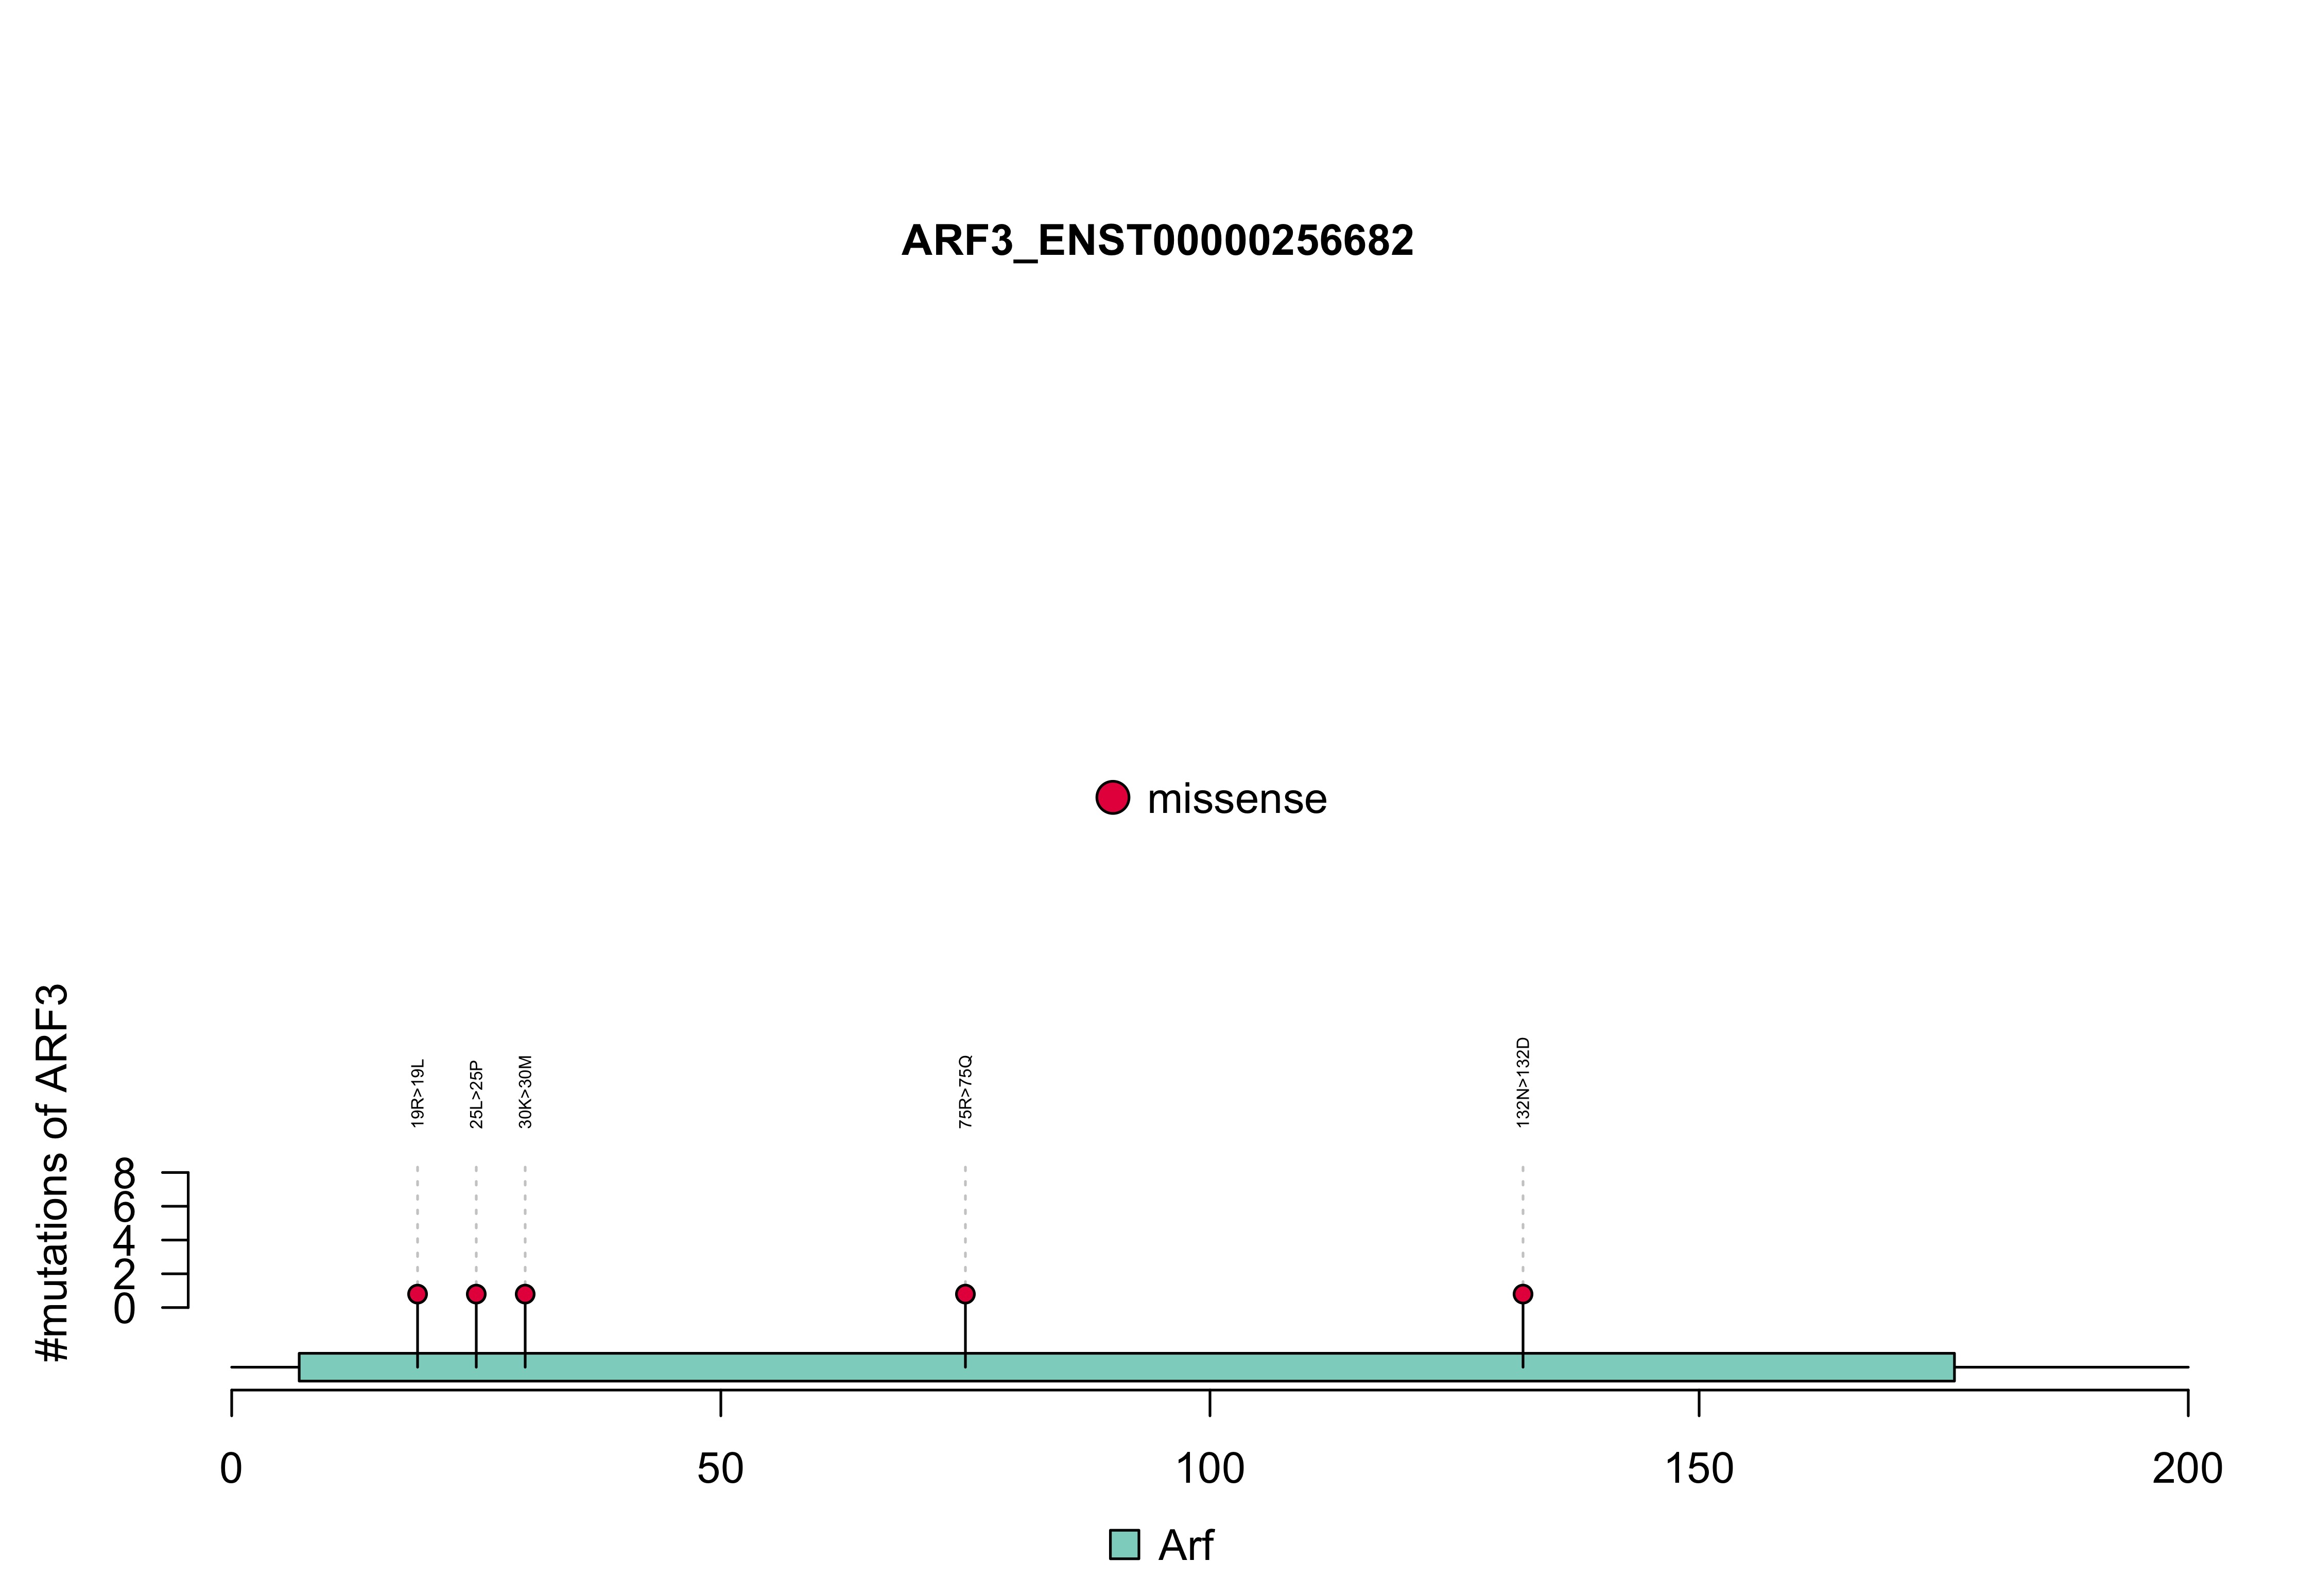 ARF3_ENST00000256682
missense
#mutations of ARF3
19R>19L
25L>25P
30K>30M
75R>75Q
132N>132D
8
6
4
2
0
0 50 100 150 200
Arf